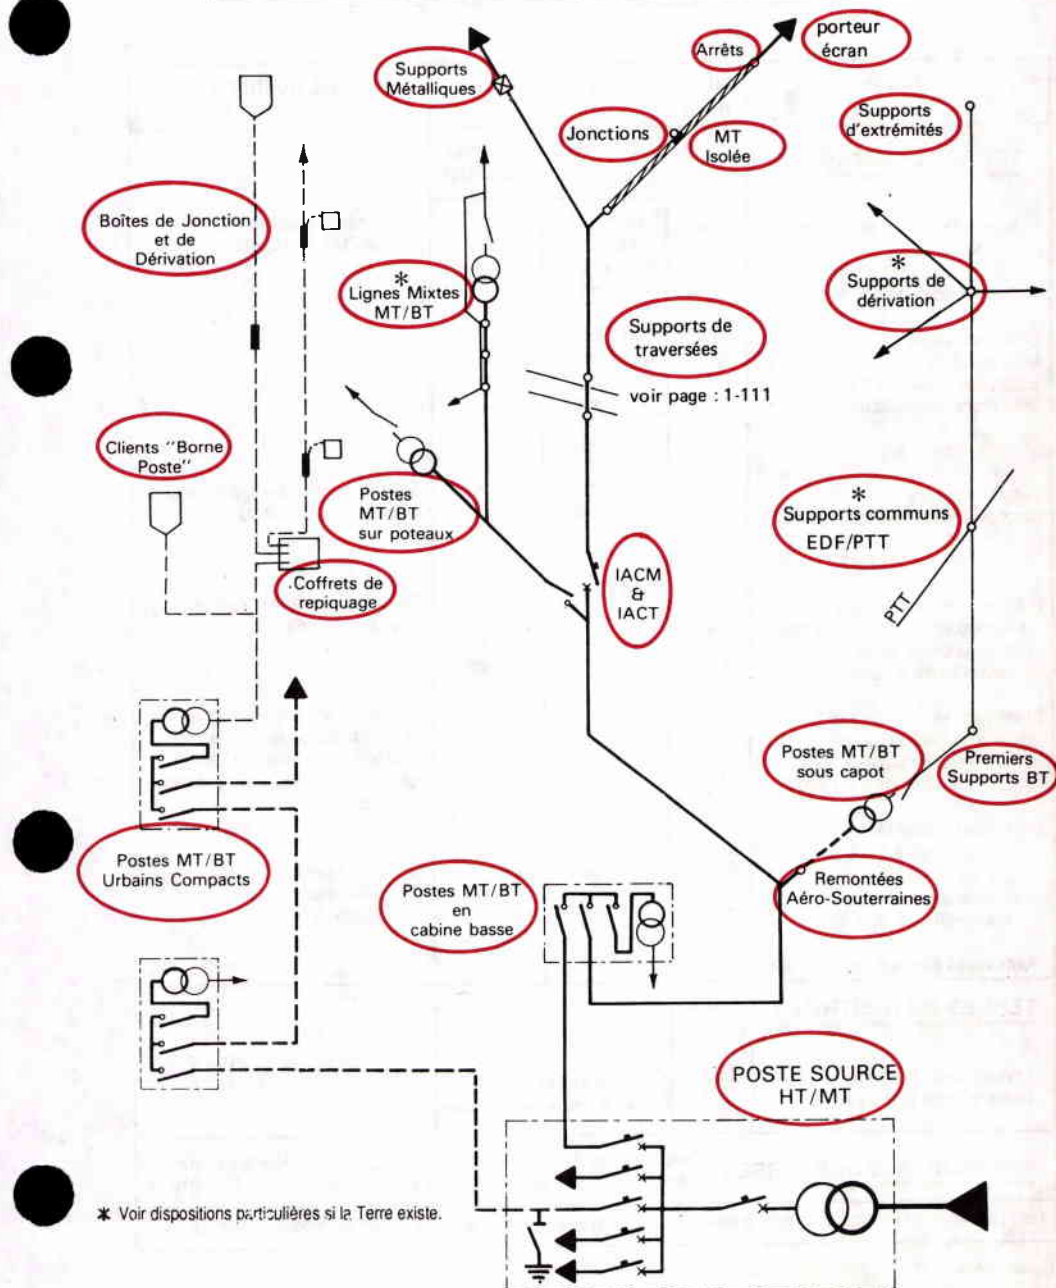 porteur
écran
Arrêts
Supports
Métalliques
Jonctions
MT
Isolée
Supports
d'extrémités
Boîtes de Jonction
et de
Dérivation
*
Lignes Mixtes
MT/BT
*
Supports de
dérivation
Supports de
traversées
voir page : 1-111
Clients "Borne
Poste"
Postes
MT/BT
sur poteaux
*
Supports communs
EDF/PTT
PTT
Coffrets de
repiquage
IACM
&
IACT
Postes MT/BT
sous capot
Premiers
Supports BT
Postes MT/BT
Urbains Compacts
Postes MT/BT
en
cabine basse
Remontées
Aéro-Souterraines
POSTE SOURCE
HT/MT
* Voir dispositions particulières si la Terre existe.